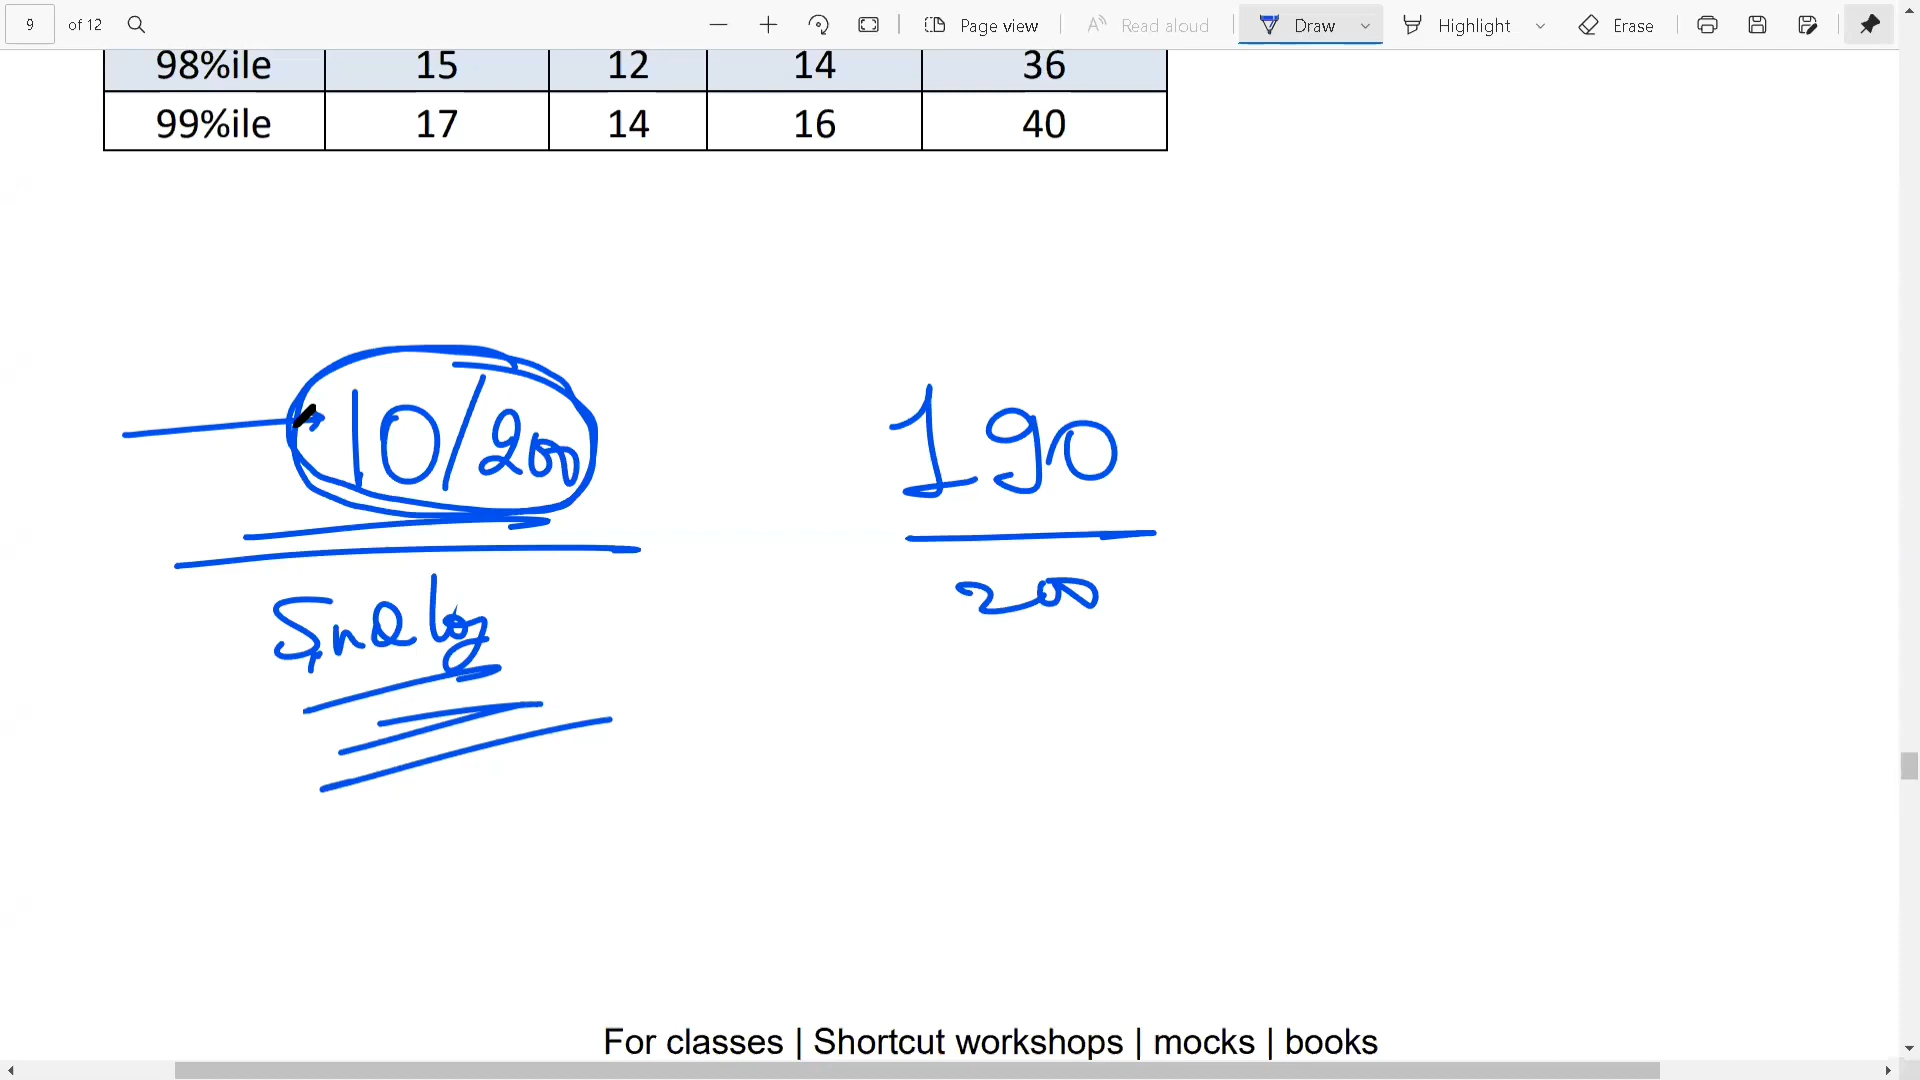 9 of 12 Page view Read aloud Draw Highlight Erase
98%ile 15 12 14 36
99%ile 17 14 16 40
10/200
190
200
For classes | Shortcut workshops | mocks | books